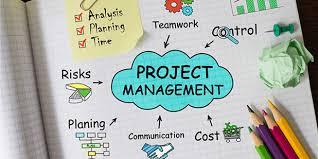 Analysis
Planning
Time
Teamwork
Control
Risks
PROJECT
MANAGEMENT
Planing
Communication
Cost